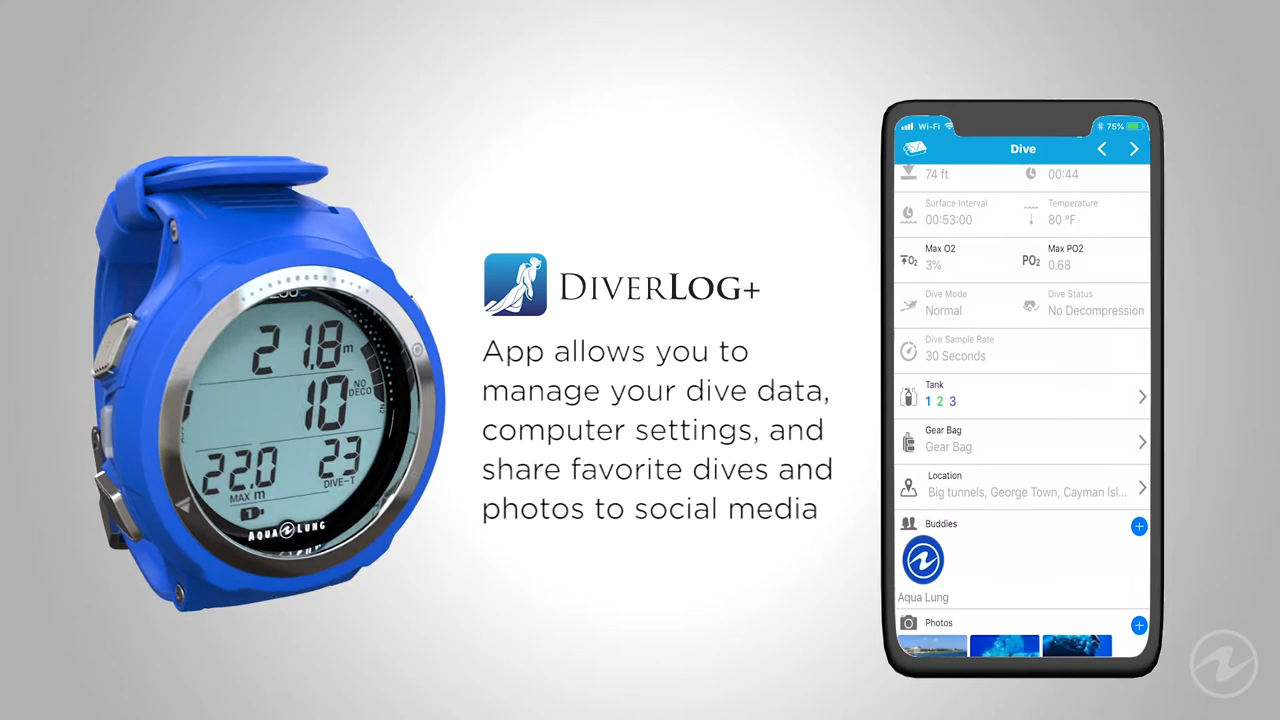 21.8 m
10 NO
DECO
N2
22.0 23
MAX m DIVE-T
1
AQUA LUNG
DIVERLOG+
App allows you to
manage your dive data,
computer settings, and
share favorite dives and
photos to social media
Wi-Fi 75%
Dive
74 ft 00:44
Surface Interval Temperature
00:53:00 80 °F
Max O2 Max PO2
O2 3% PO2 0.68
Dive Mode Dive Status
Normal No Decompression
Dive Sample Rate
30 Seconds
Tank
1 2 3
Gear Bag
Gear Bag
Location
Big tunnels, George Town, Cayman Isl...
Buddies
Aqua Lung
Photos